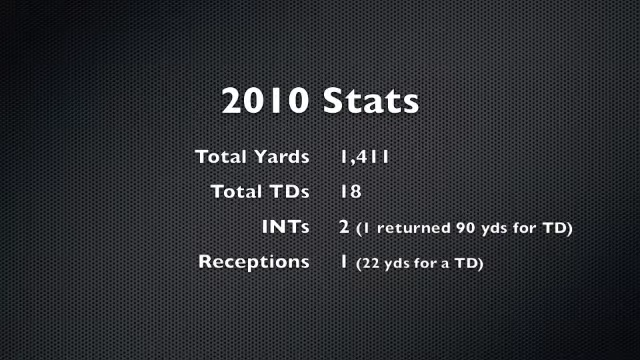 2010 Stats
Total Yards 1,411
Total TDs 18
INTs 2 (1 returned 90 yds for TD)
Receptions 1 (22 yds for a TD)